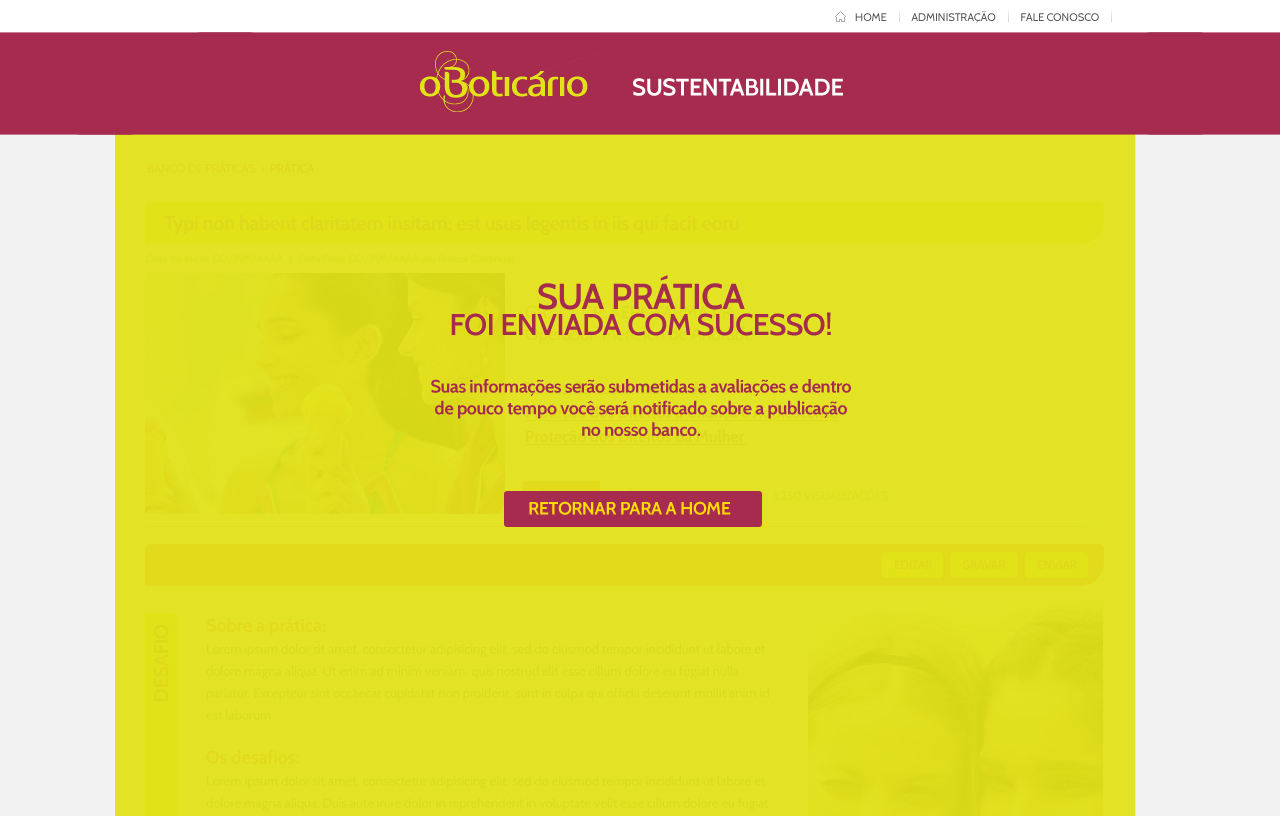 HOME
ADMINISTRAÇÃO
FALE CONOSCO
oBoticário
SUSTENTABILIDADE
BANCO DE PRÁTICAS > PRÁTICA
Typi non habent claritatem Insitam; est usus legentis in iis qui facit eoru
SUA PRÁTICA
FOI ENVIADA COM SUCESSO!
Suas informações serão submetidas a avaliações e dentro
de pouco tempo você será notificado sobre a publicação
no nosso banco.
Mulher.
RETORNAR PARA A HOME
EDITAR
GRAVAR
ENVIAR
DESAFIO
Sobre a prática:
Lorem ipsum dolor sit amet, consectetur adipisicing elit, sed do eiusmod tempor incididunt ut labore et
dolore magna aliqua. Ut enim ad minim veniam, quis nostrud elit esse cillum dolore eu fugiat nulla
pariatur. Excepteur sint occaecat cupidatat non proident, sunt in culpa qui officia deserunt mollit anim id
est laborum
Os desafios:
Lorem ipsum dolor sit amet, consectetur adipisicing elit, sed do eiusmod tempor incididunt ut labore et
dolore magna aliqua. Duis aute irure dolor in reprehenderit in voluptate velit esse cillum dolore eu fugiat